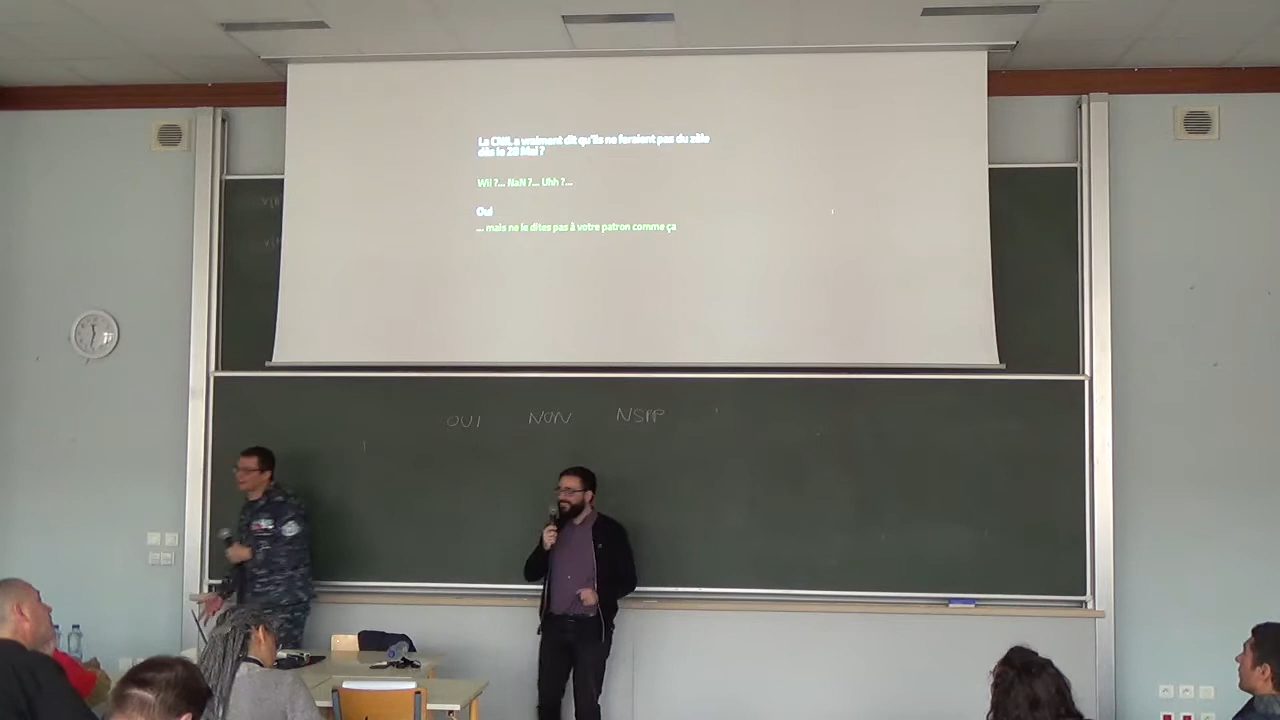 La CNIL a vraiment dit qu'ils ne feraient pas du zèle
dès le 28 Mai ?
Wii ?... NaN ?... Uhh ?...
Oui
... mais ne le dites pas à votre patron comme ça
OUI NON NSPP